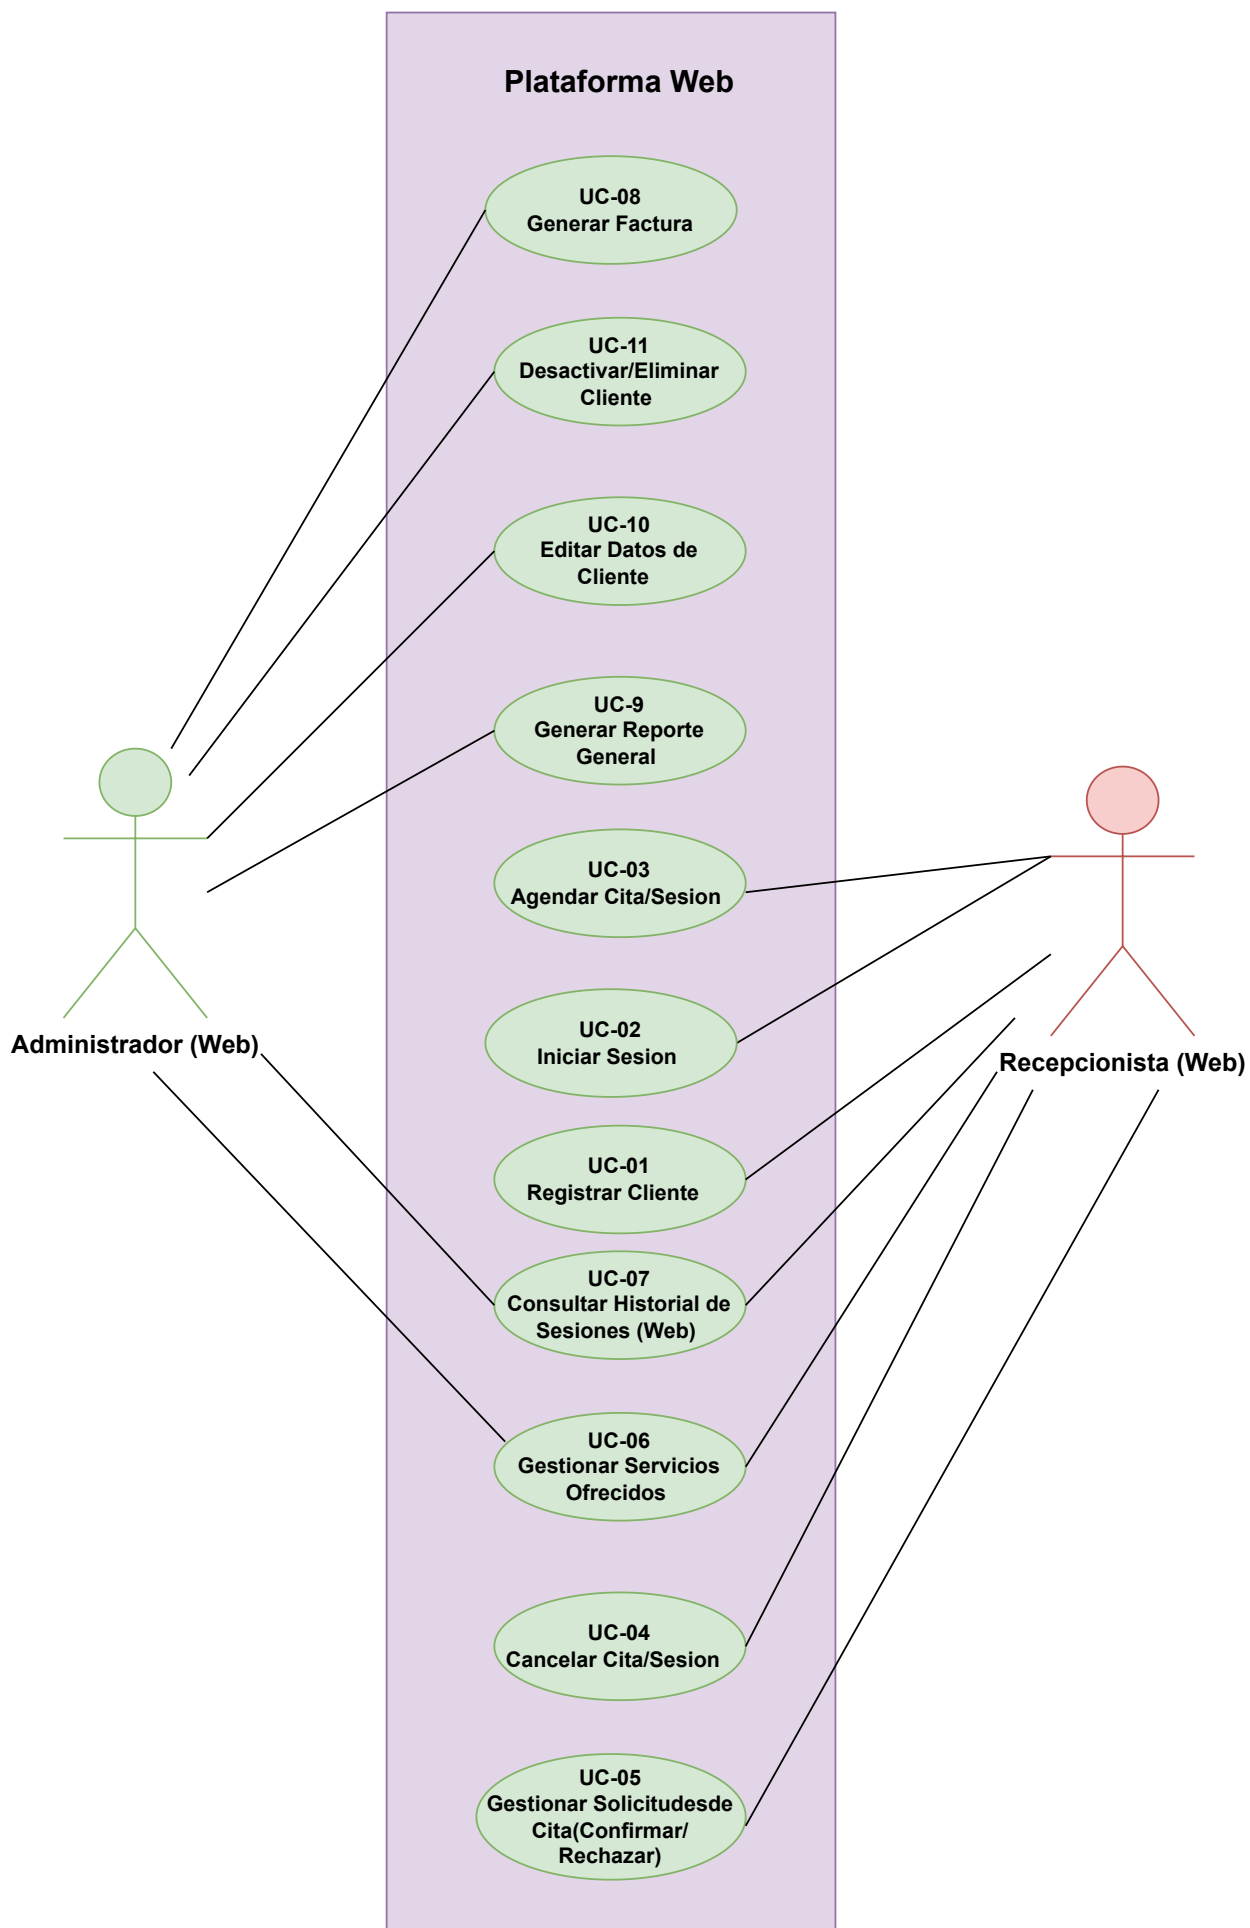 Plataforma Web
UC-08
Generar Factura
UC-11
Desactivar/Eliminar
Cliente
UC-10
Editar Datos de
Cliente
UC-9
Generar Reporte
General
UC-03
Agendar Cita/Sesion
UC-02
Iniciar Sesion
Administrador (Web)
Recepcionista (Web)
UC-01
Registrar Cliente
UC-07
Consultar Historial de
Sesiones (Web)
UC-06
Gestionar Servicios
Ofrecidos
UC-04
Cancelar Cita/Sesion
UC-05
Gestionar Solicitudesde
Cita(Confirmar/
Rechazar)